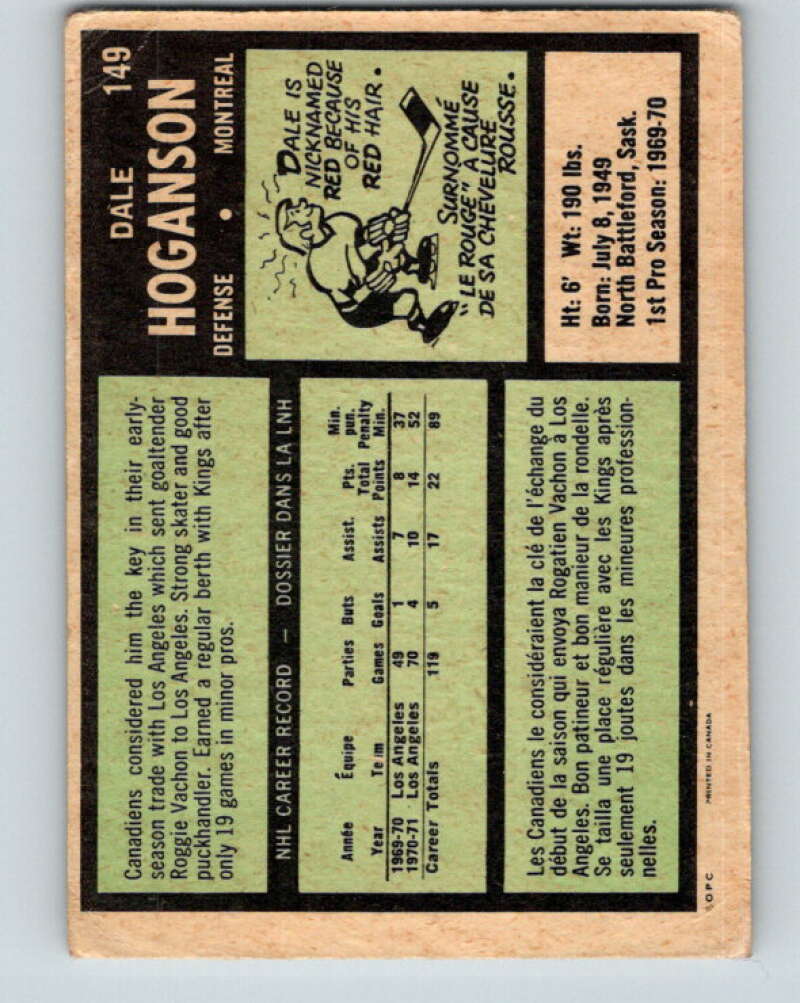 DALE 149
HOGANSON
DEFENSE • MONTREAL
DALE IS
NICKNAMED
RED BECAUSE
OF HIS
RED HAIR.
SURNOMMÉ
"LE ROUGE" À CAUSE
DE SA CHEVELURE
ROUSSE.
Ht: 6' Wt: 190 lbs.
Born: July 8, 1949
North Battleford, Sask.
1st Pro Season: 1969-70
Canadiens considered him the key in their early-
season trade with Los Angeles which sent goaltender
Roggie Vachon to Los Angeles. Strong skater and good
puckhandler. Earned a regular berth with Kings after
only 19 games in minor pros.
NHL CAREER RECORD — DOSSIER DANS LA LNH
Min.
Pts. pun.
Année Équipe Parties Buts Assist. Total Penalty
Year Team Games Goals Assists Points Min.
1969-70 Los Angeles 49 1 7 8 37
1970-71 Los Angeles 70 4 10 14 52
Career Totals 119 5 17 22 89
Les Canadiens le considéraient la clé de l'échange du
début de la saison qui envoya Rogatien Vachon à Los
Angeles. Bon patineur et bon manieur de la rondelle.
Se tailla une place régulière avec les Kings après
seulement 19 joutes dans les mineures profession-
nelles.
OPC PRINTED IN CANADA